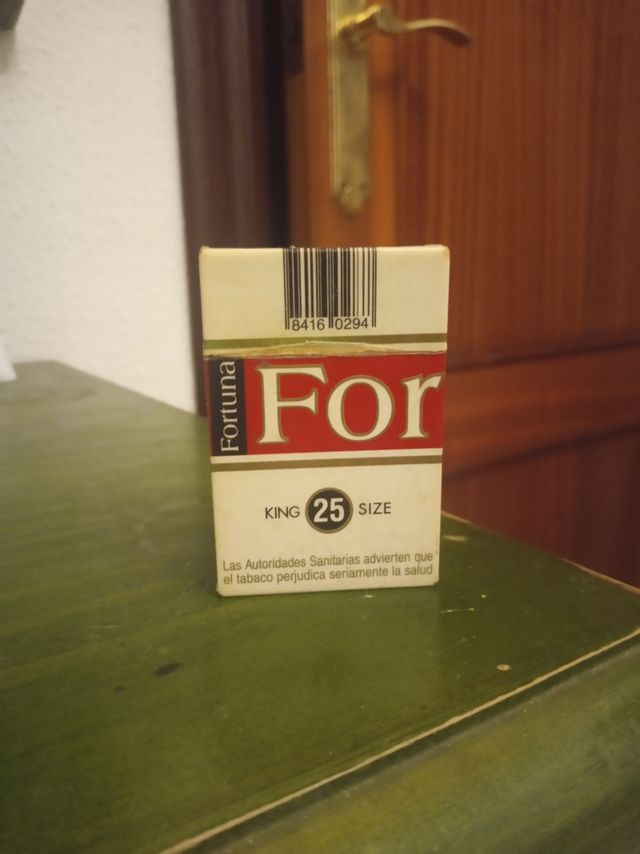 8416 0294
Fortuna
For
KING 25 SIZE
Las Autoridades Sanitarias advierten que
el tabaco perjudica seriamente la salud